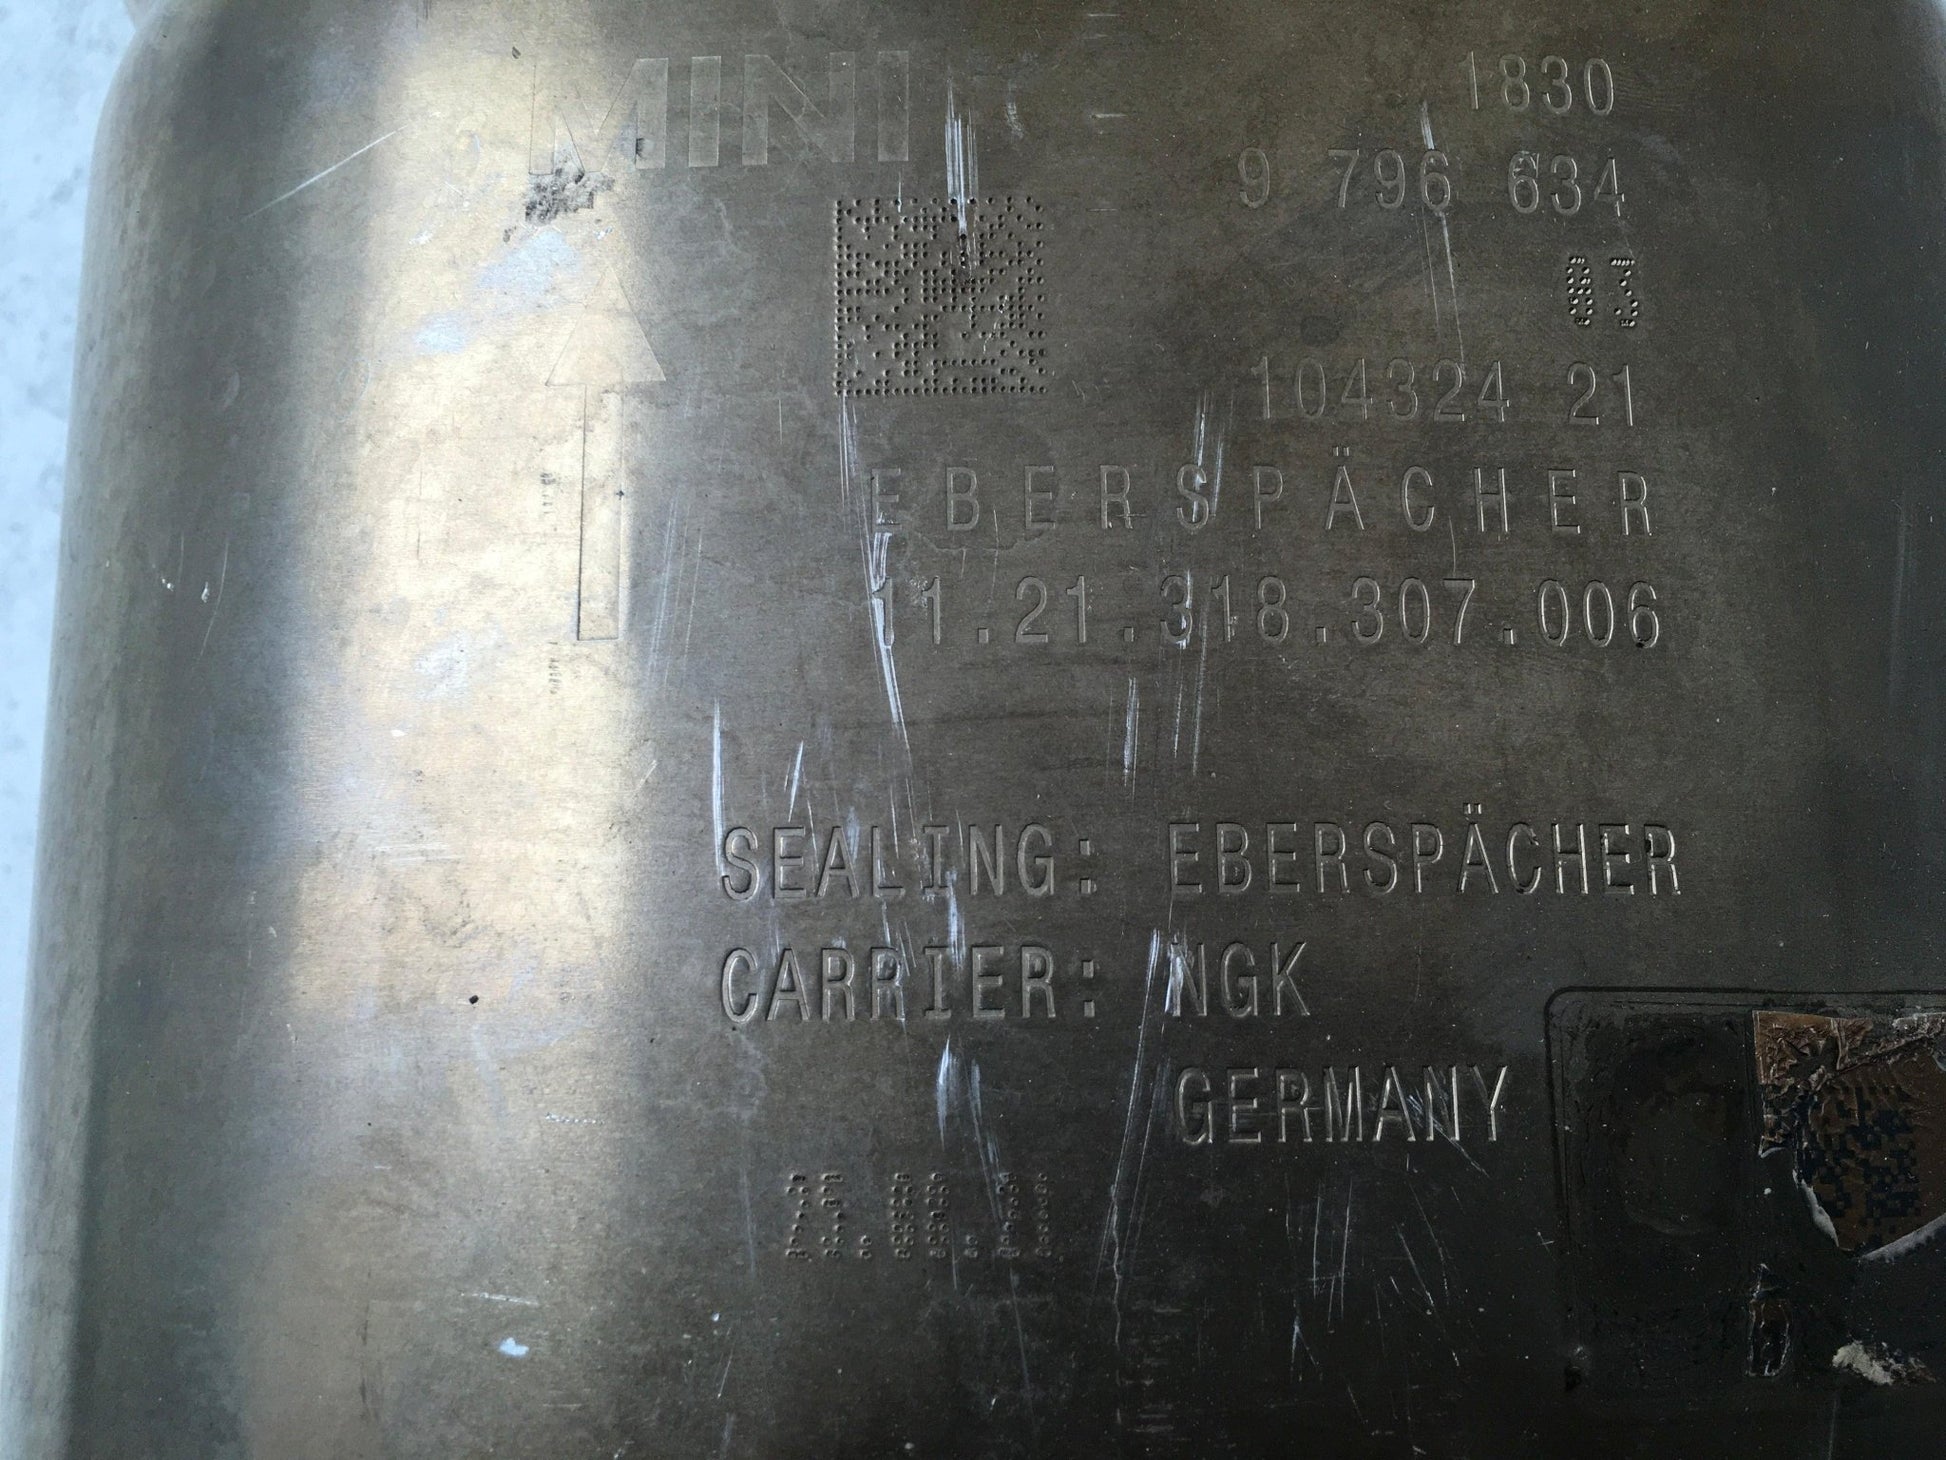 MINI
1830
9 796 634
03
104324 21
EBERSPÄCHER
11.21.318.307.006
SEALING: EBERSPÄCHER
CARRIER: NGK
GERMANY